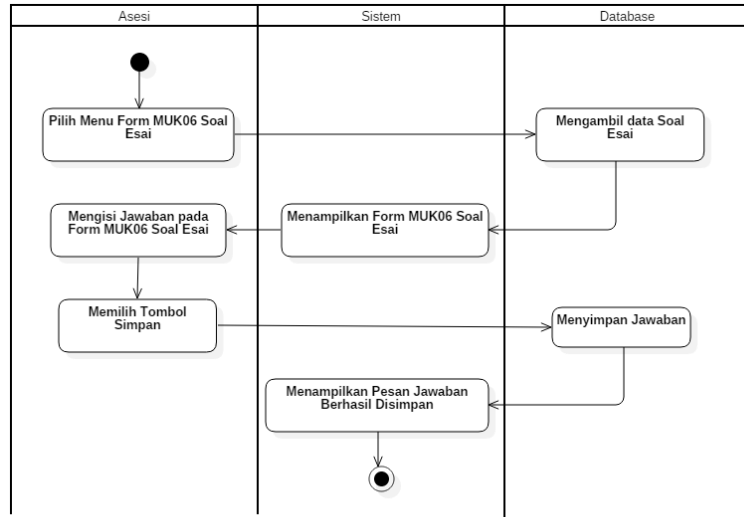 Asesi
Sistem
Database
Pilih Menu Form MUK06 Soal
Esai
Mengambil data Soal
Esai
Mengisi Jawaban pada
Form MUK06 Soal Esai
Menampilkan Form MUK06 Soal
Esai
Memilih Tombol
Simpan
Menyimpan Jawaban
Menampilkan Pesan Jawaban
Berhasil Disimpan